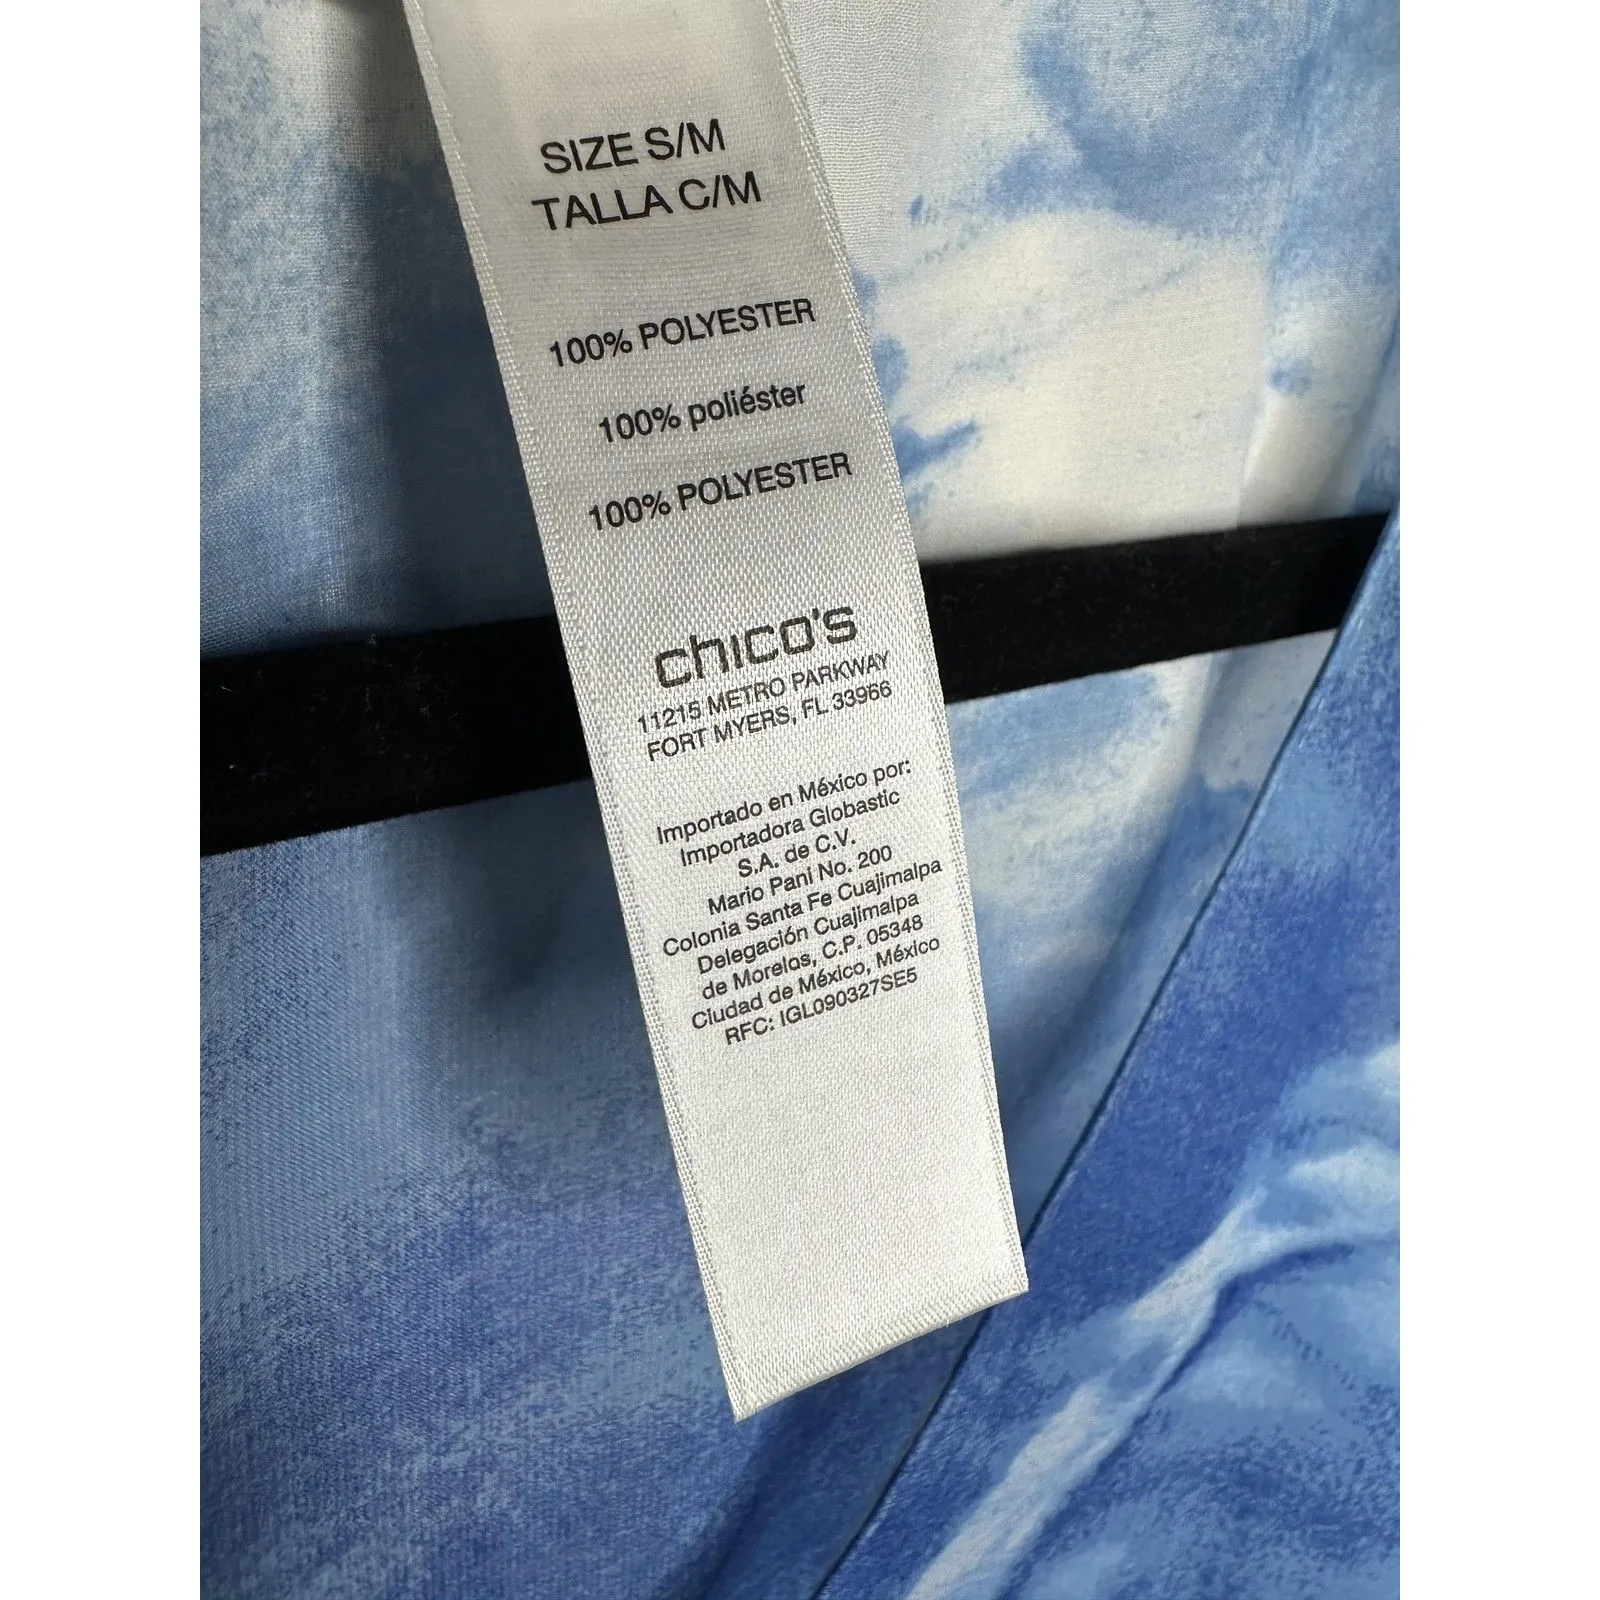 SIZE S/M
TALLA C/M
100% POLYESTER
100% poliéster
100% POLYESTER
chico's
11215 METRO PARKWAY
FORT MYERS, FL 33966
Importado en México por:
Importadora Globastic
S.A. de C.V.
Mario Pani No. 200
Colonia Santa Fe Cuajimalpa
Delegación Cuajimalpa
de Morelos, C.P. 05348
Ciudad de México, México
RFC: IGL090327SE5